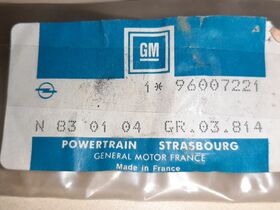 GM
1* 96007221
N 83 01 04 GR.03.814
POWERTRAIN STRASBOURG
GENERAL MOTOR FRANCE
Made in France